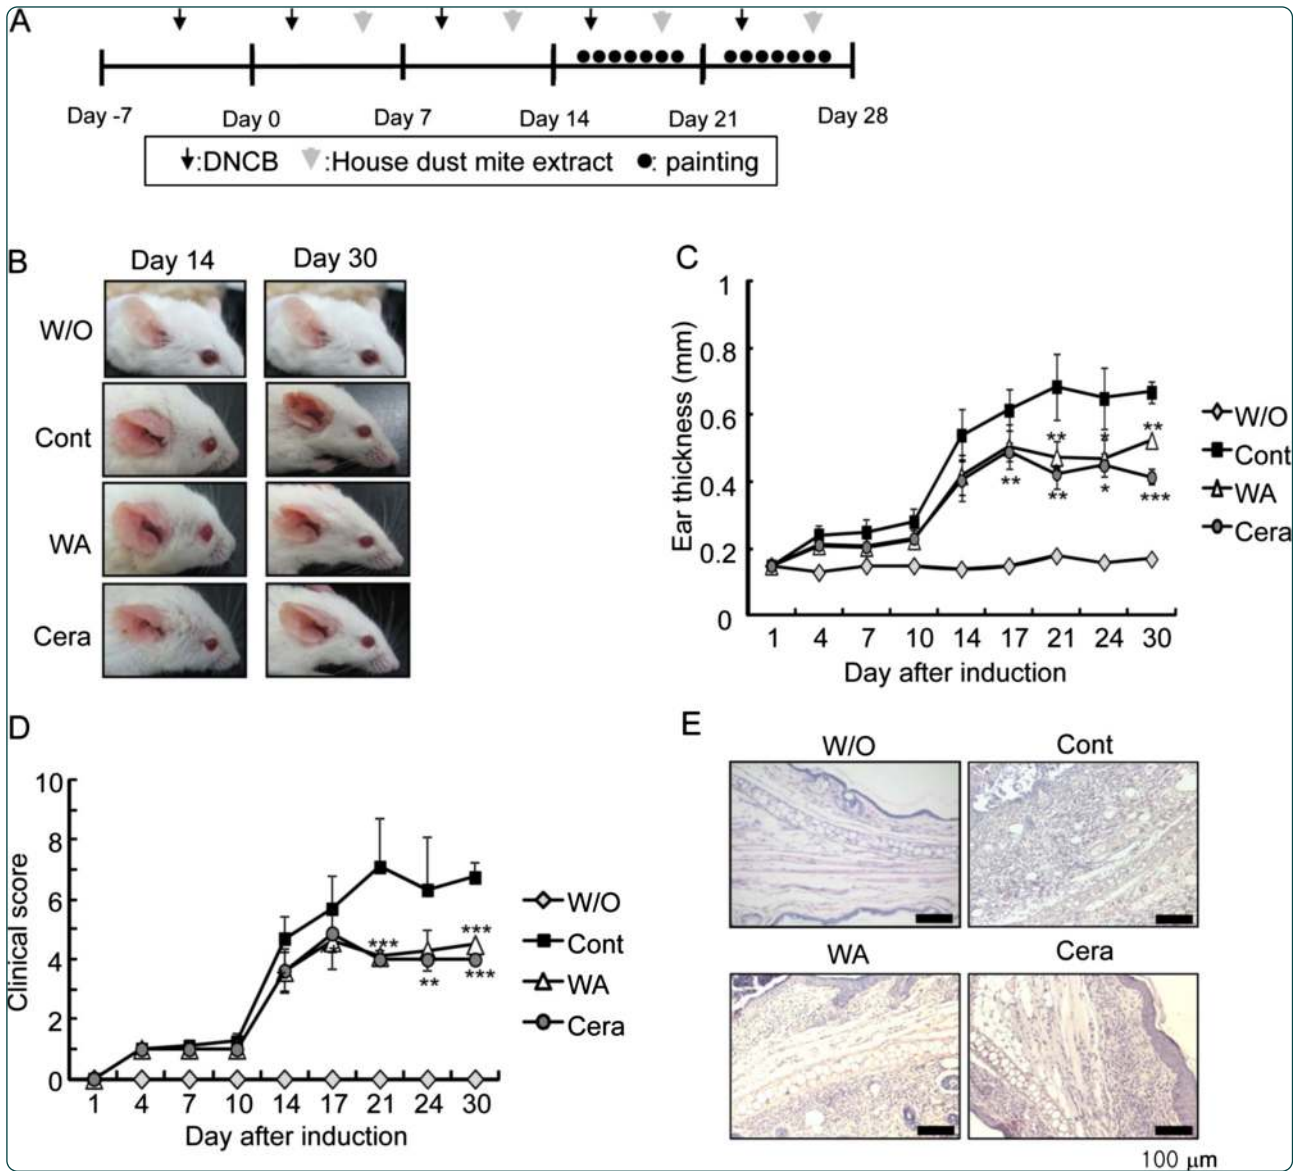 A
Day -7 Day 0 Day 7 Day 14 Day 21 Day 28
:DNCB :House dust mite extract : painting
B
Day 14 Day 30
W/O
Cont
WA
Cera
C
Ear thickness (mm)
1
0.8
0.6
0.4
0.2
0
** * **
** ** * ***
1 4 7 10 14 17 21 24 30
Day after induction
W/O
Cont
WA
Cera
D
Clinical score
10
8
6
4
2
0
*** ***
** ***
1 4 7 10 14 17 21 24 30
Day after induction
W/O
Cont
WA
Cera
E
W/O Cont
WA Cera
100 μm